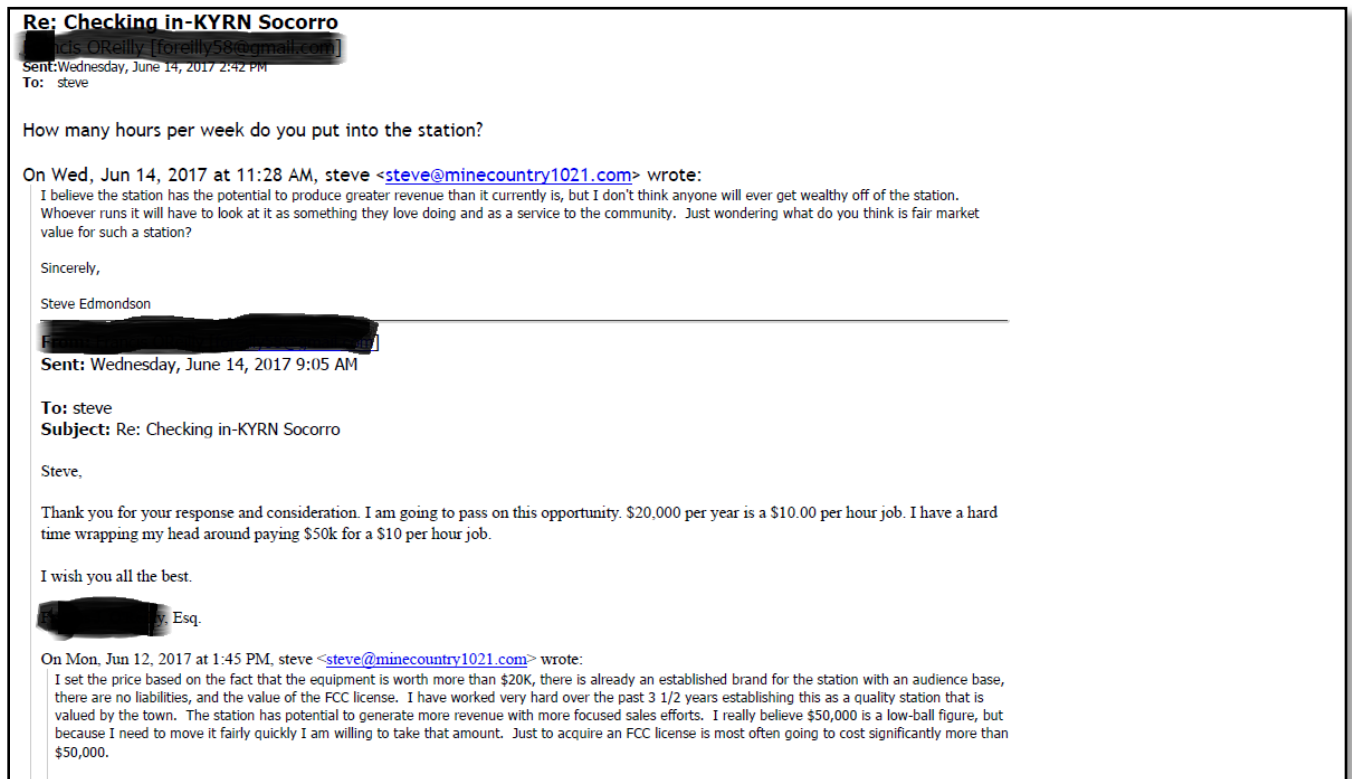 Re: Checking in-KYRN Socorro
Sent:Wednesday, June 14, 2017 2:42 PM
To: steve
How many hours per week do you put into the station?
On Wed, Jun 14, 2017 at 11:28 AM, steve <steve@minecountry1021.com> wrote:
I believe the station has the potential to produce greater revenue than it currently is, but I don't think anyone will ever get wealthy off of the station.
Whoever runs it will have to look at it as something they love doing and as a service to the community.  Just wondering what do you think is fair market
value for such a station?
Sincerely,
Steve Edmondson
Sent: Wednesday, June 14, 2017 9:05 AM
To: steve
Subject: Re: Checking in-KYRN Socorro
Steve,
Thank you for your response and consideration. I am going to pass on this opportunity. $20,000 per year is a $10.00 per hour job. I have a hard
time wrapping my head around paying $50k for a $10 per hour job.
I wish you all the best.
, Esq.
On Mon, Jun 12, 2017 at 1:45 PM, steve <steve@minecountry1021.com> wrote:
I set the price based on the fact that the equipment is worth more than $20K, there is already an established brand for the station with an audience base,
there are no liabilities, and the value of the FCC license.  I have worked very hard over the past 3 1/2 years establishing this as a quality station that is
valued by the town.  The station has potential to generate more revenue with more focused sales efforts.  I really believe $50,000 is a low-ball figure, but
because I need to move it fairly quickly I am willing to take that amount.  Just to acquire an FCC license is most often going to cost significantly more than
$50,000.